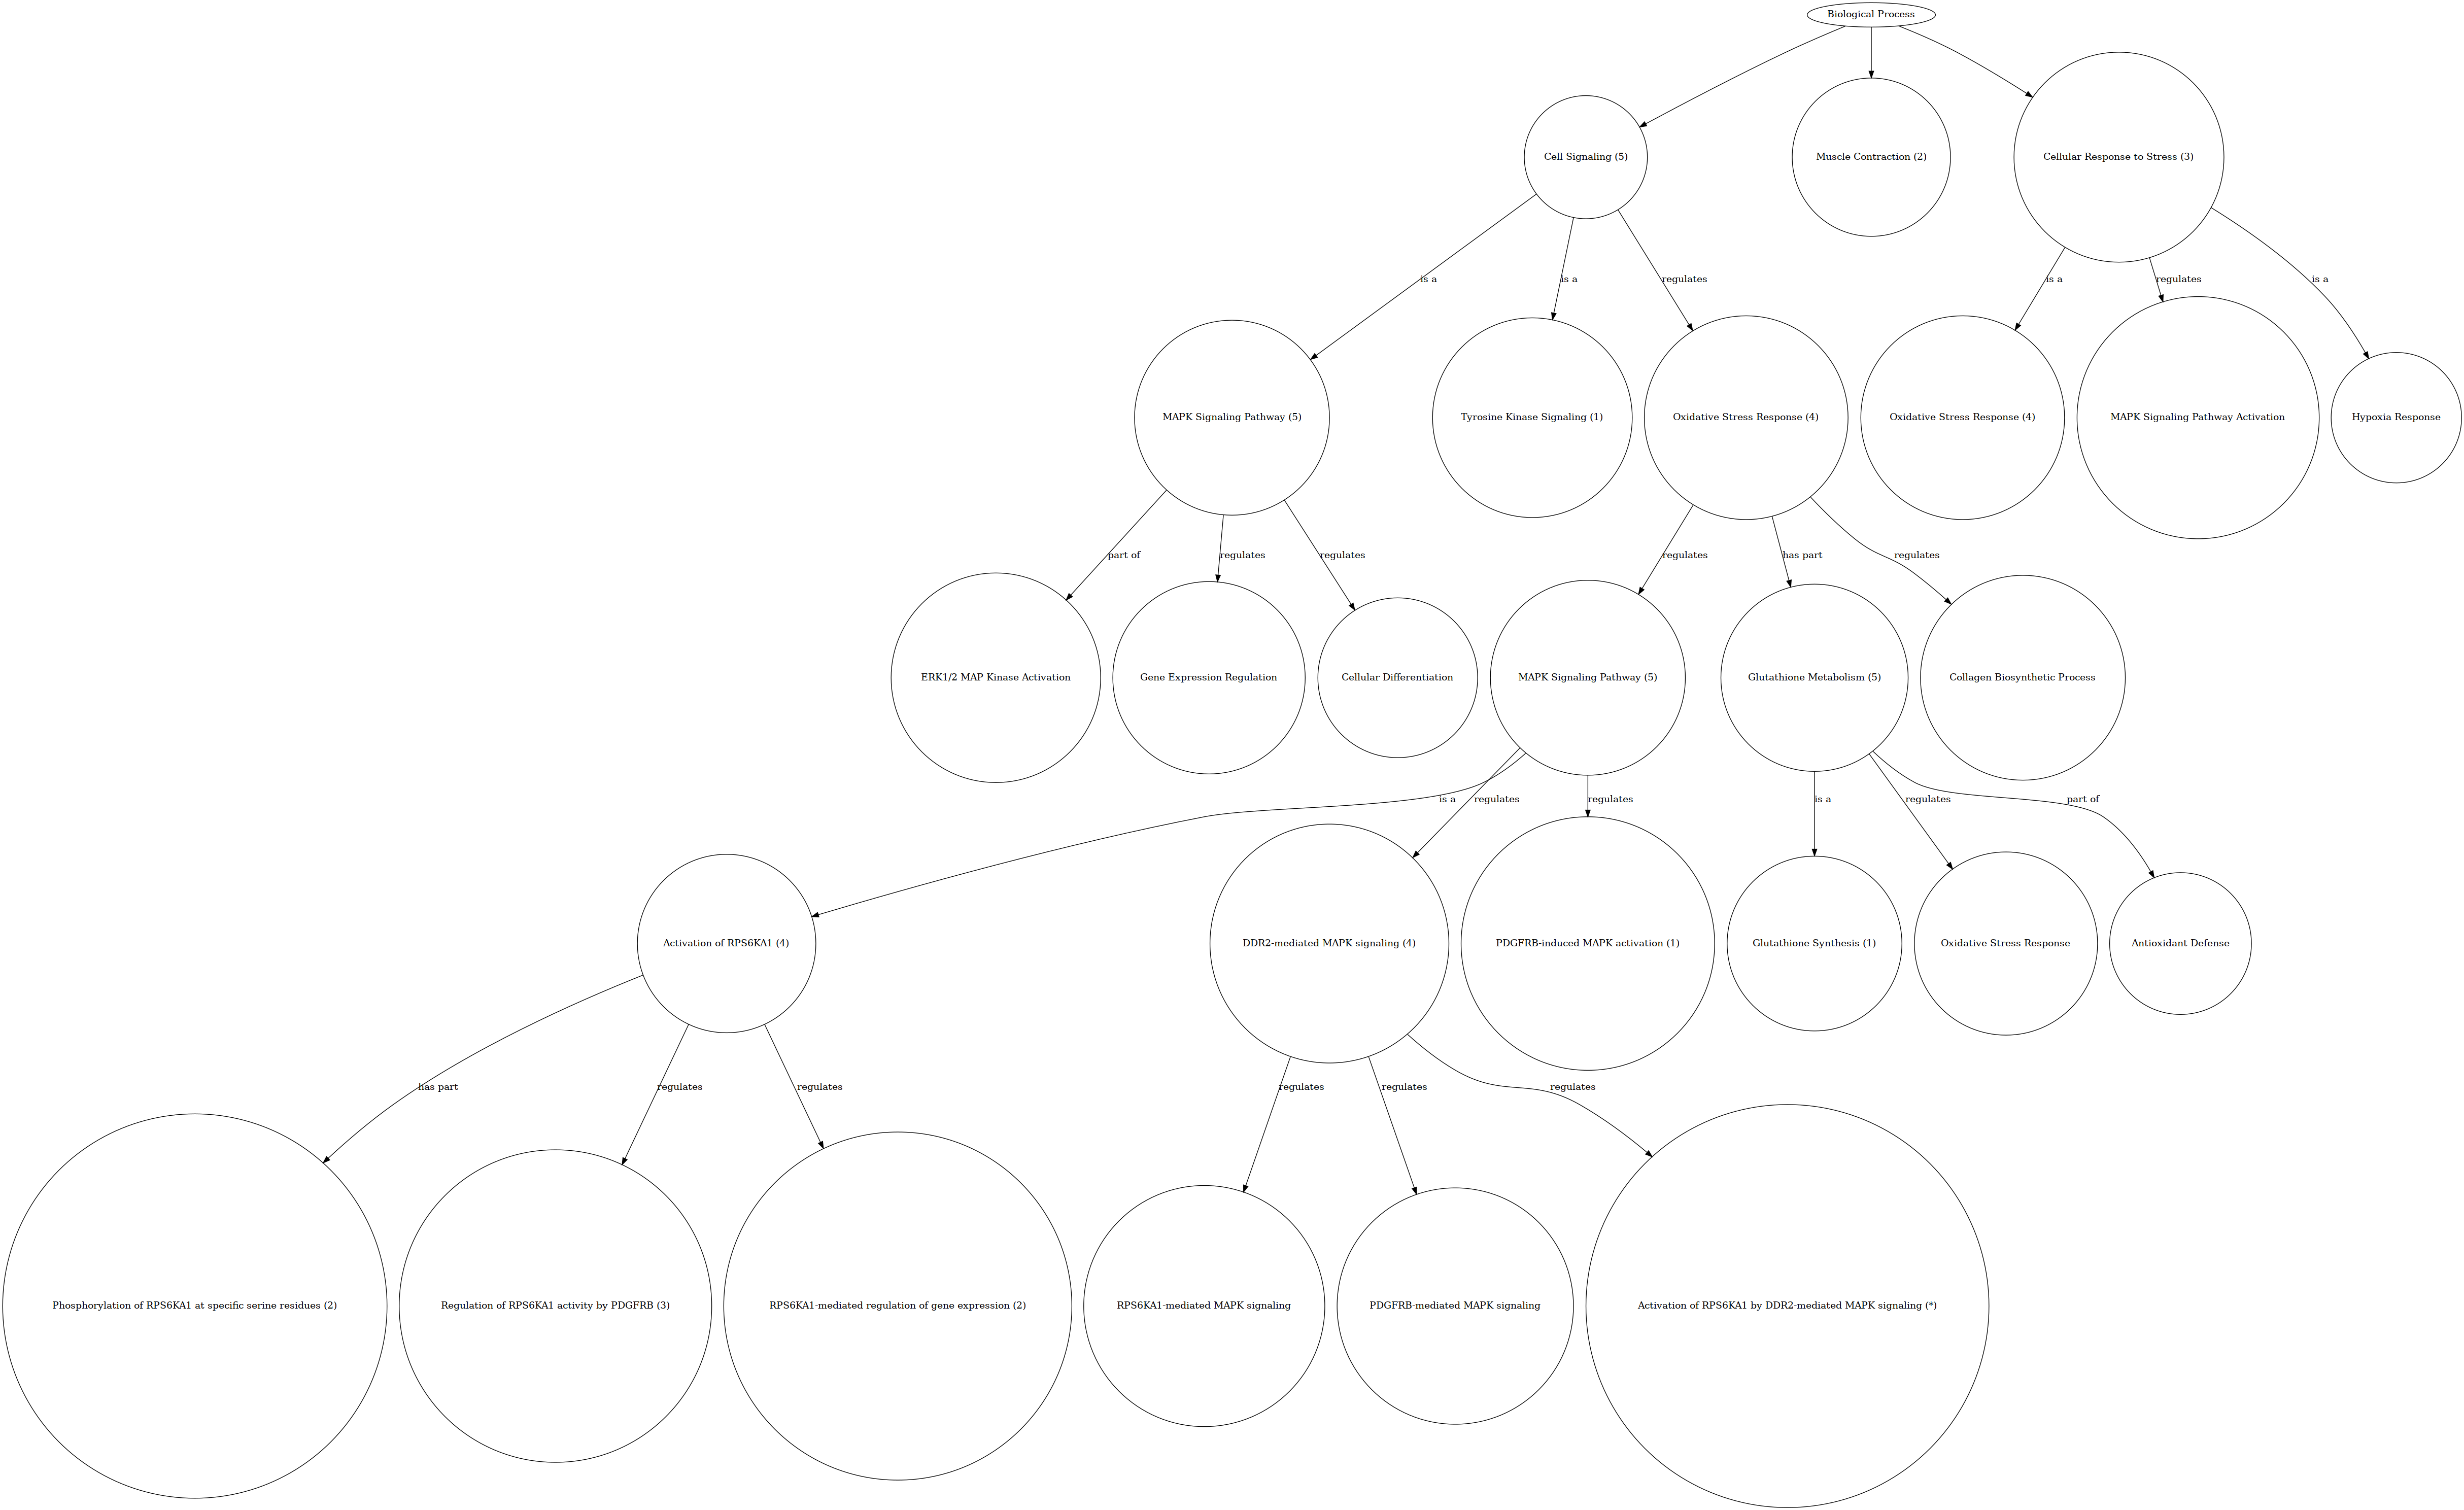 Biological Process
Cell Signaling (5)
Muscle Contraction (2)
Cellular Response to Stress (3)
is a
is a
regulates
is a
regulates
is a
MAPK Signaling Pathway (5)
Tyrosine Kinase Signaling (1)
Oxidative Stress Response (4)
Oxidative Stress Response (4)
MAPK Signaling Pathway Activation
Hypoxia Response
part of
regulates
regulates
regulates
has part
regulates
ERK1/2 MAP Kinase Activation
Gene Expression Regulation
Cellular Differentiation
MAPK Signaling Pathway (5)
Glutathione Metabolism (5)
Collagen Biosynthetic Process
is a
regulates
regulates
is a
regulates
part of
Activation of RPS6KA1 (4)
DDR2-mediated MAPK signaling (4)
PDGFRB-induced MAPK activation (1)
Glutathione Synthesis (1)
Oxidative Stress Response
Antioxidant Defense
has part
regulates
regulates
regulates
regulates
regulates
Phosphorylation of RPS6KA1 at specific serine residues (2)
Regulation of RPS6KA1 activity by PDGFRB (3)
RPS6KA1-mediated regulation of gene expression (2)
RPS6KA1-mediated MAPK signaling
PDGFRB-mediated MAPK signaling
Activation of RPS6KA1 by DDR2-mediated MAPK signaling (*)